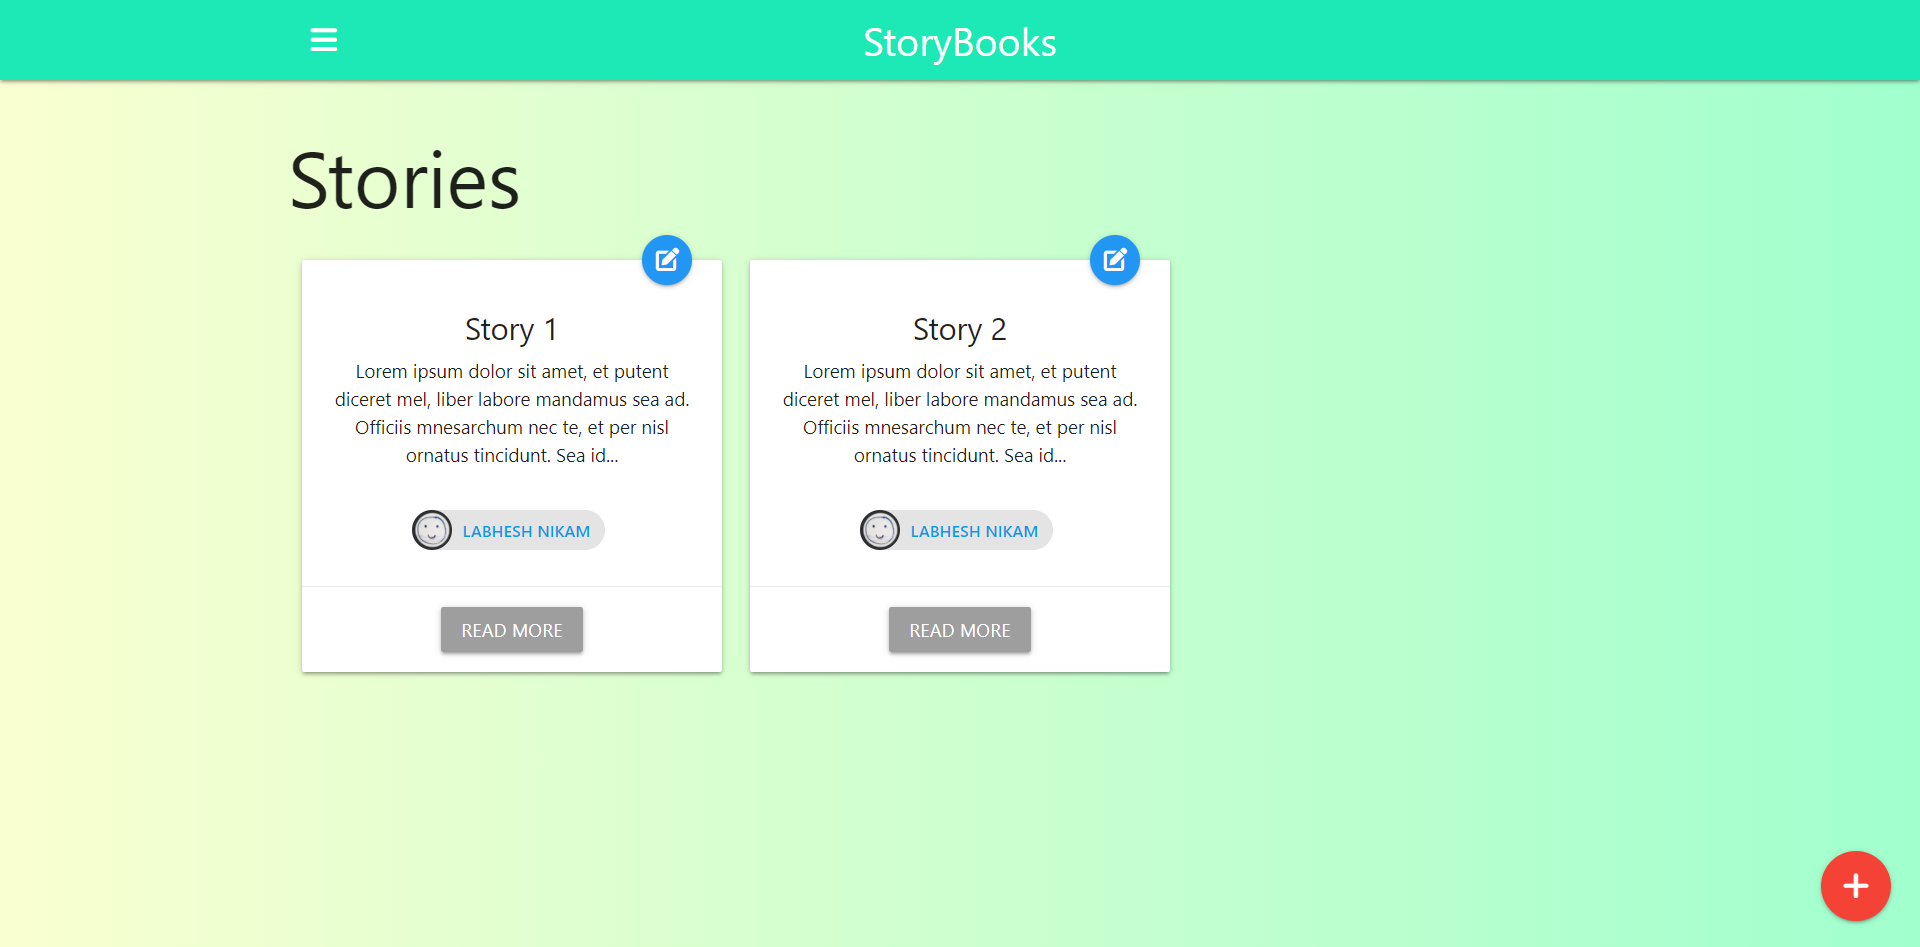 StoryBooks
Stories
Story 1
Lorem ipsum dolor sit amet, et putent
diceret mel, liber labore mandamus sea ad.
Officiis mnesarchum nec te, et per nisl
ornatus tincidunt. Sea id...
LABHESH NIKAM
READ MORE
Story 2
Lorem ipsum dolor sit amet, et putent
diceret mel, liber labore mandamus sea ad.
Officiis mnesarchum nec te, et per nisl
ornatus tincidunt. Sea id...
LABHESH NIKAM
READ MORE